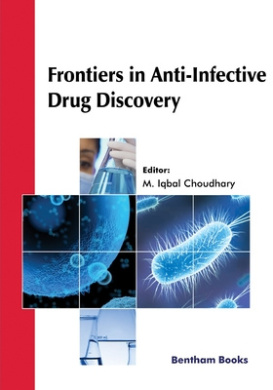 Frontiers in Anti-Infective
Drug Discovery
Editor:
M. Iqbal Choudhary
Bentham Books